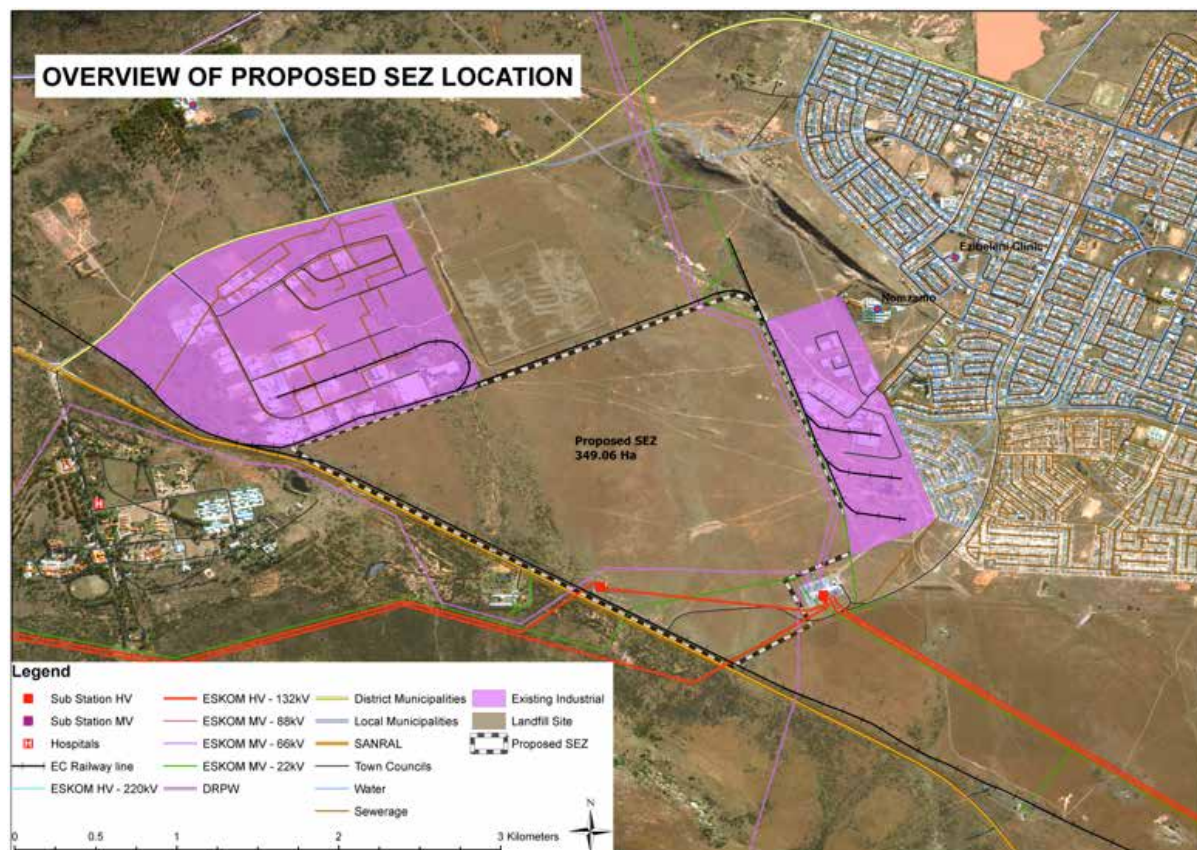 OVERVIEW OF PROPOSED SEZ LOCATION
Ezibeleni Clinic
Nomzamo
Proposed SEZ
349.06 Ha
H
Legend
Sub Station HV
Sub Station MV
Hospitals
EC Railway line
ESKOM HV - 220kV
ESKOM HV - 132kV
ESKOM MV - 88kV
ESKOM MV - 66kV
ESKOM MV - 22kV
DRPW
District Municipalities
Local Municipalities
SANRAL
Town Councils
Water
Sewerage
Existing Industrial
Landfill Site
Proposed SEZ
0 0.5 1 2 3 Kilometers
N